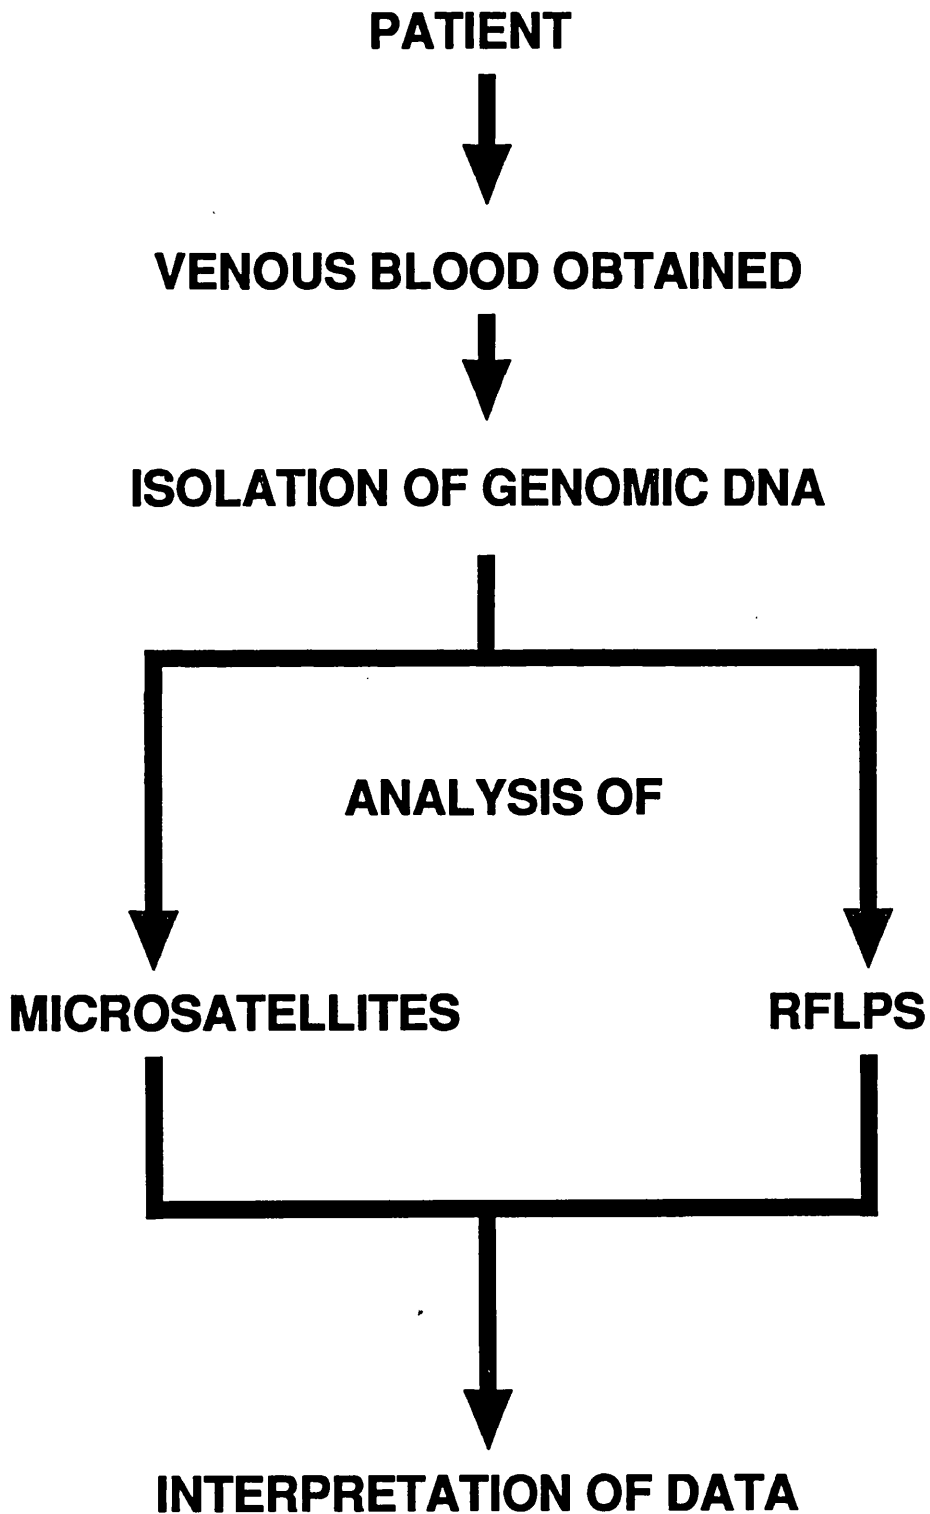 PATIENT
VENOUS BLOOD OBTAINED
ISOLATION OF GENOMIC DNA
ANALYSIS OF
MICROSATELLITES
RFLPS
INTERPRETATION OF DATA